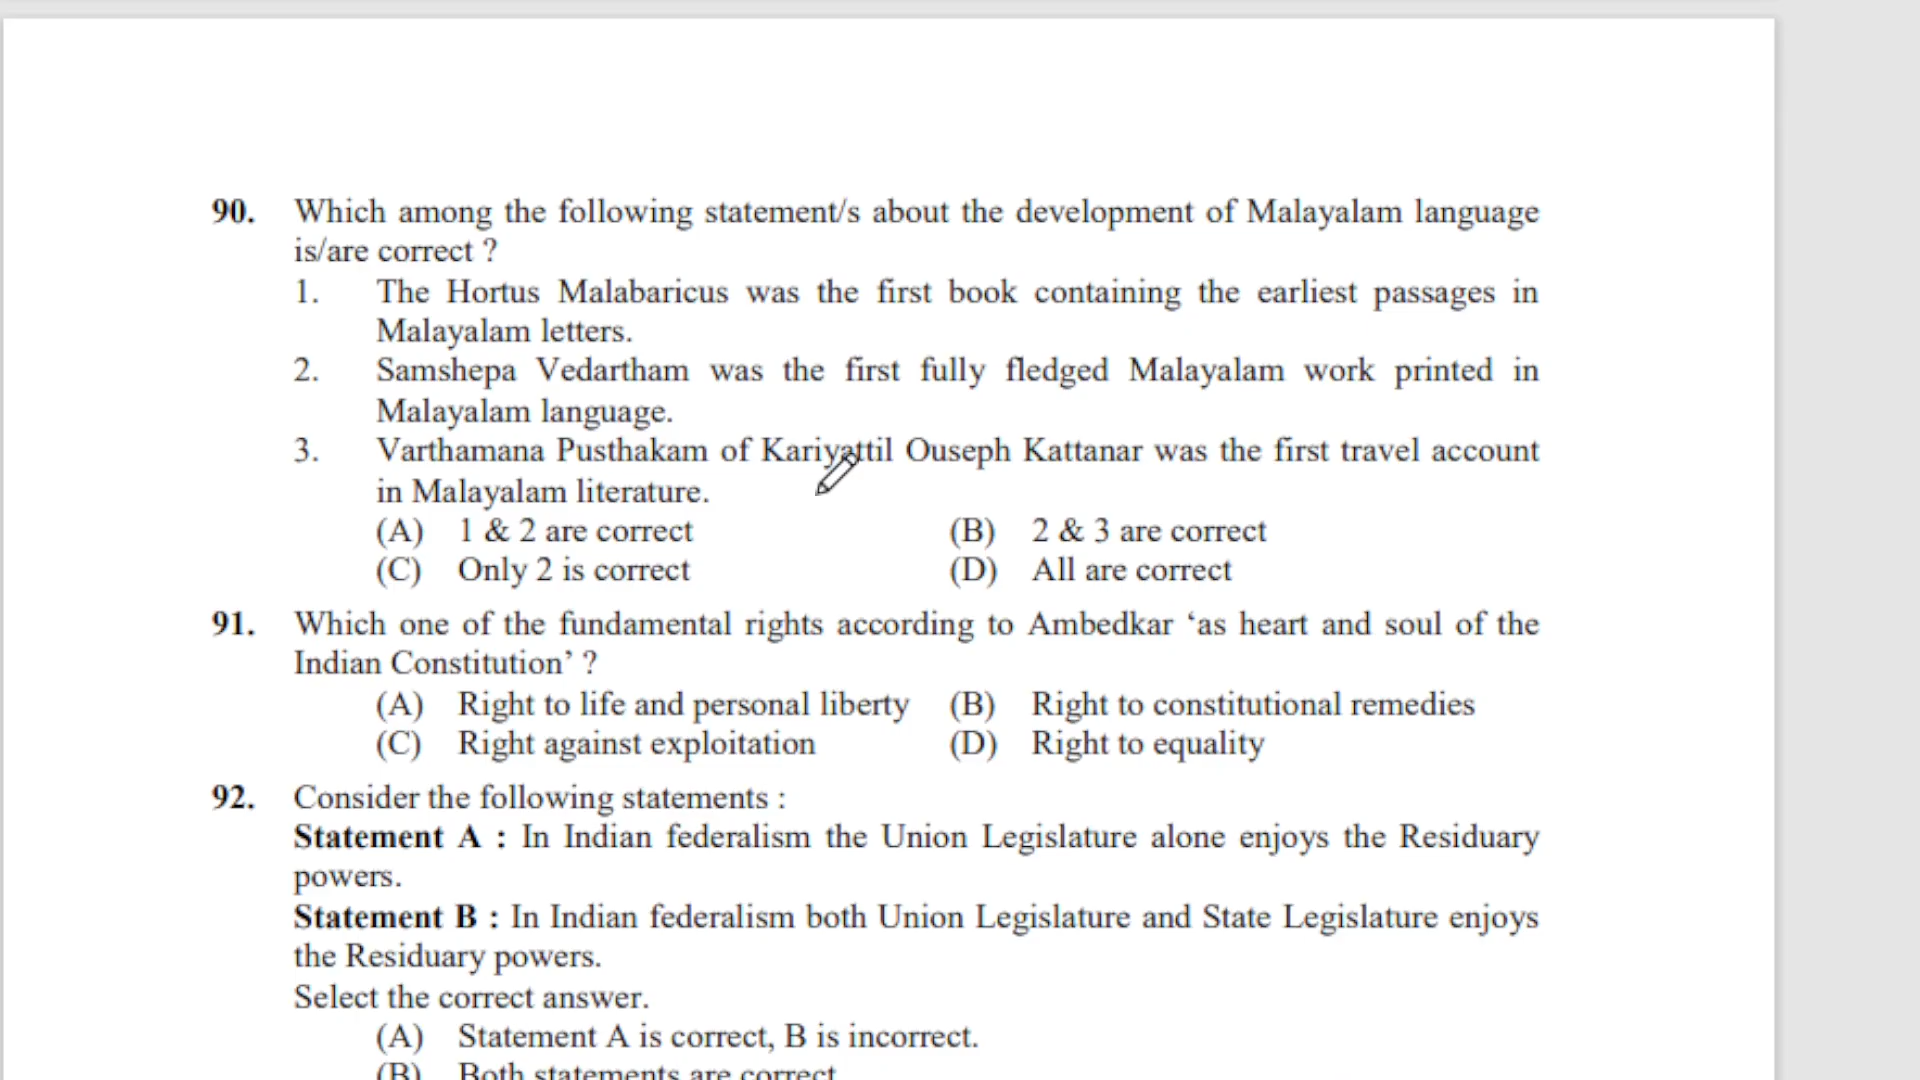 90. Which among the following statement/s about the development of Malayalam language
is/are correct ?
1. The Hortus Malabaricus was the first book containing the earliest passages in
Malayalam letters.
2. Samshepa Vedartham was the first fully fledged Malayalam work printed in
Malayalam language.
3. Varthamana Pusthakam of Kariyattil Ouseph Kattanar was the first travel account
in Malayalam literature.
(A) 1 & 2 are correct (B) 2 & 3 are correct
(C) Only 2 is correct (D) All are correct
91. Which one of the fundamental rights according to Ambedkar ‘as heart and soul of the
Indian Constitution’ ?
(A) Right to life and personal liberty (B) Right to constitutional remedies
(C) Right against exploitation (D) Right to equality
92. Consider the following statements :
Statement A : In Indian federalism the Union Legislature alone enjoys the Residuary
powers.
Statement B : In Indian federalism both Union Legislature and State Legislature enjoys
the Residuary powers.
Select the correct answer.
(A) Statement A is correct, B is incorrect.
(B) Both statements are correct